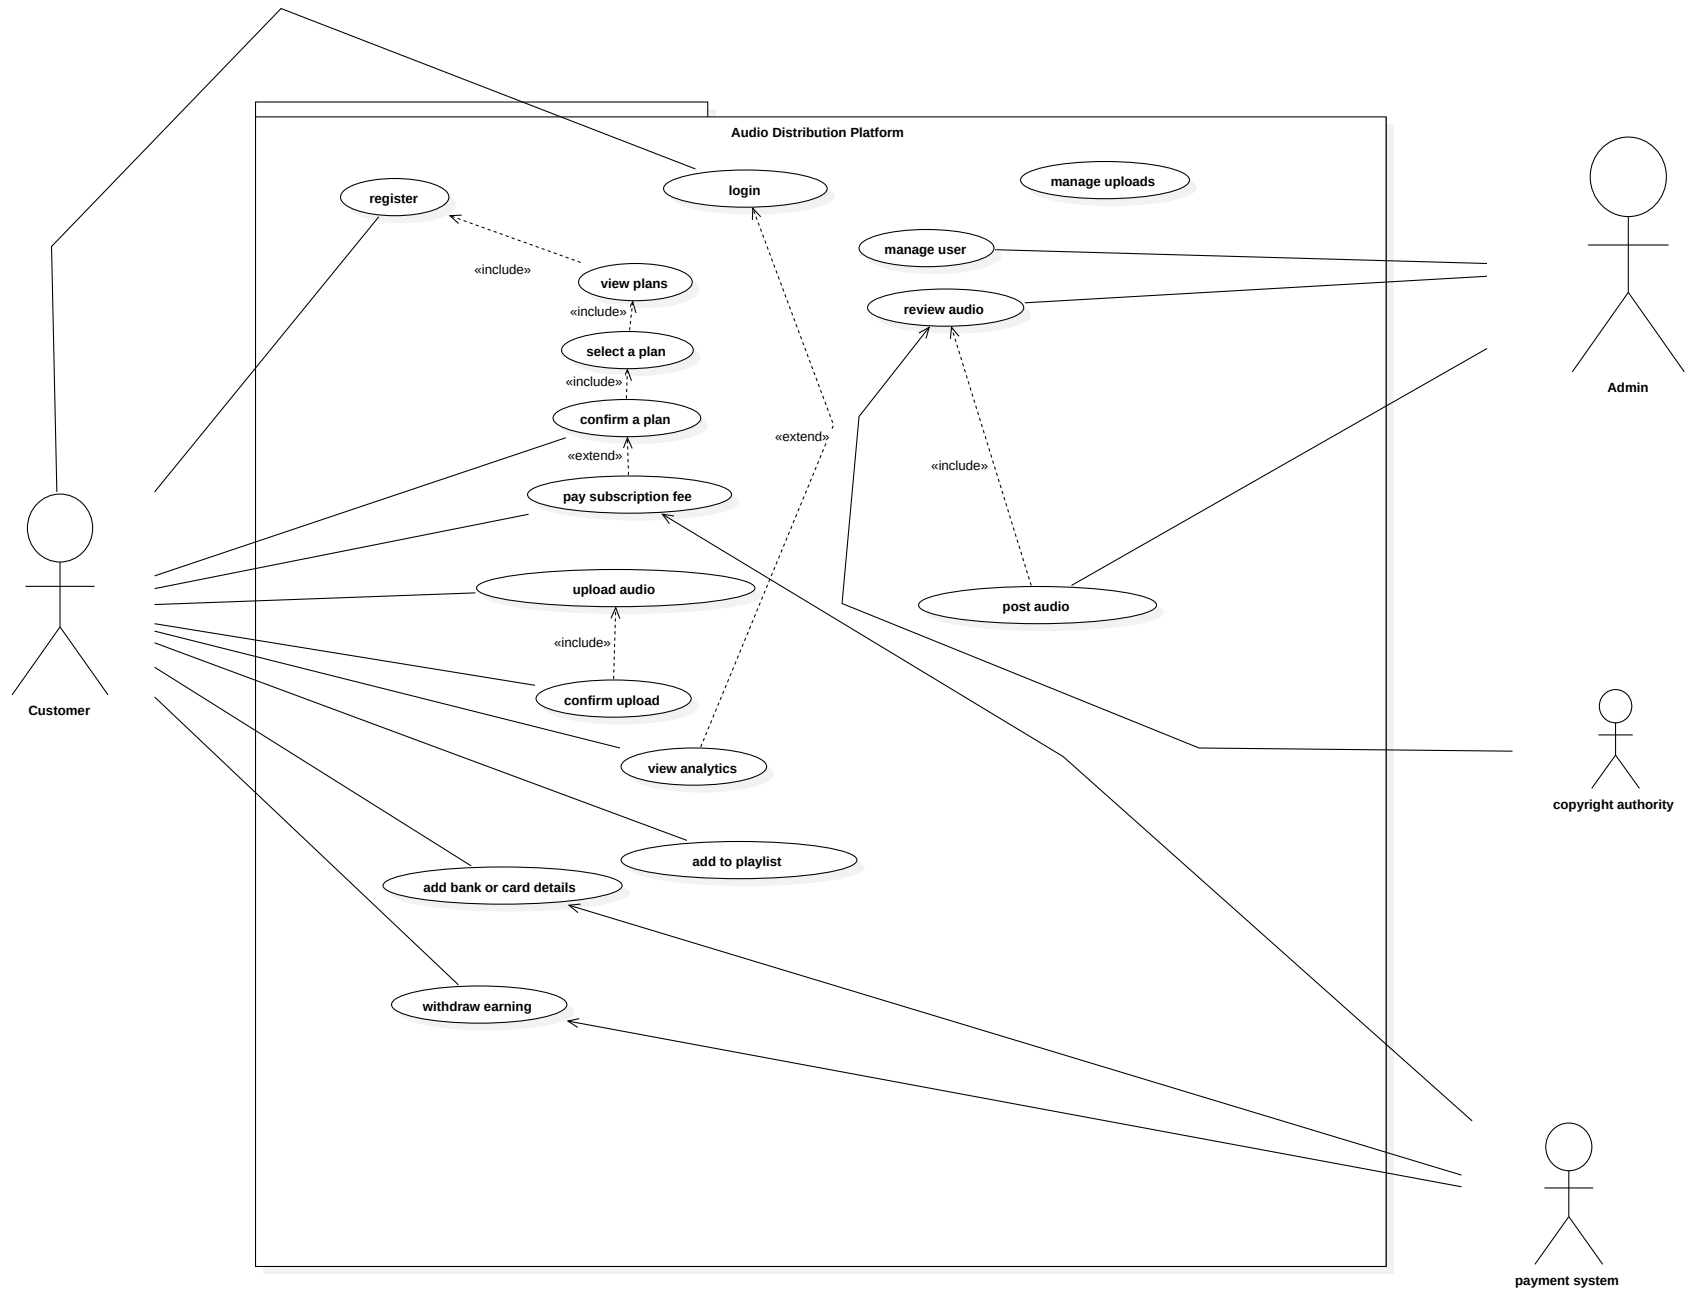 Audio Distribution Platform
manage uploads
login
register
manage user
«include»
view plans
review audio
«include»
select a plan
«include»
Admin
confirm a plan
«extend»
«extend»
«include»
pay subscription fee
upload audio
post audio
«include»
confirm upload
Customer
view analytics
copyright authority
add to playlist
add bank or card details
withdraw earning
payment system